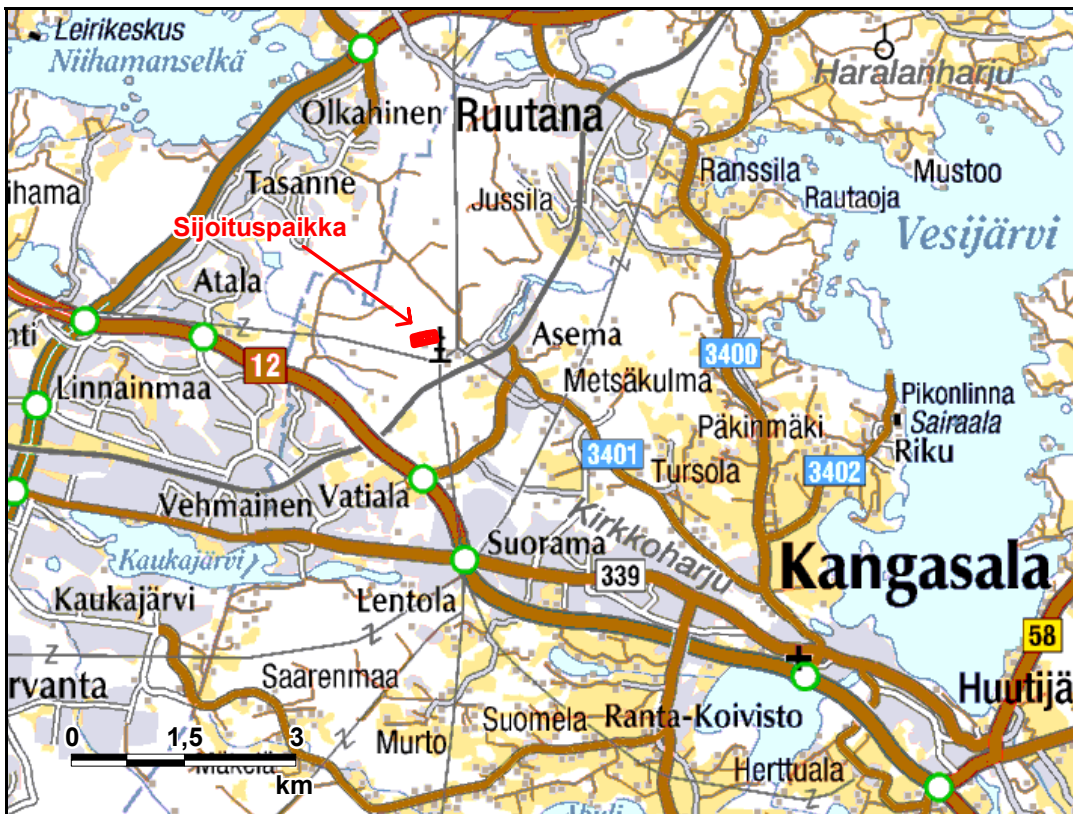 Leirikeskus
Niihamanselkä
Haralanharju
Olkahinen
Ruutana
Ranssila
Mustoo
Tasanne
Jussila
Rautaoja
ihama
Sijoituspaikka
Vesijärvi
Atala
nti
Asema
12
3400
Linnainmaa
Metsäkulma
Pikonlinna
Päkinmäki
Sairaala
3401
Riku
Tursola
3402
Vehmainen
Vatiala
Kirkkoharju
Suorama
Kaukajärvi
339
Kangasala
Kaukajärvi
Lentola
58
Saarenmaa
rvanta
Huutijä
Suomela
Ranta-Koivisto
0 1,5 3
Murto
Mäkelä
km
Herttuala